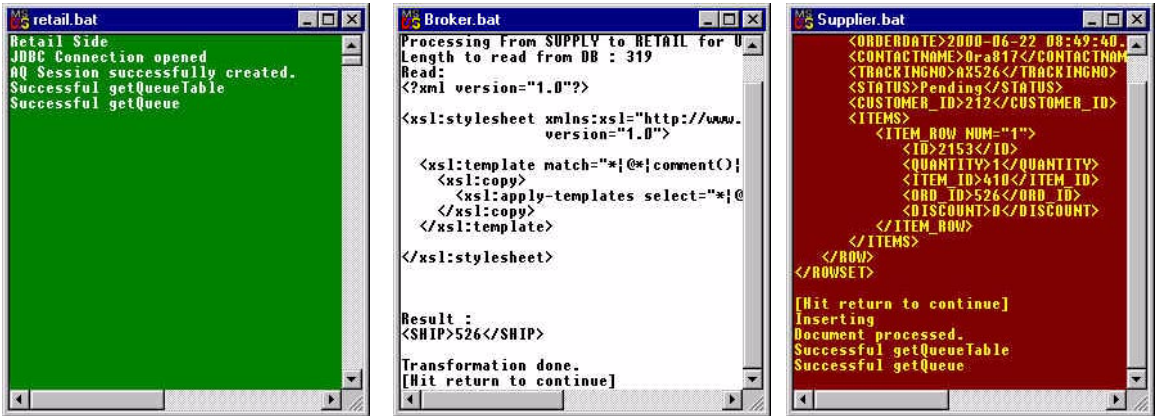 retail.bat
Retail Side
JDBC Connection opened
AQ Session successfully created.
Successful getQueueTable
Successful getQueue
Broker.bat
Processing From SUPPLY to RETAIL for U
Length to read from DB : 319
Read:
<?xml version="1.0"?>
<xsl:stylesheet xmlns:xsl="http://www.
version="1.0">
<xsl:template match="*¦@*¦comment()¦
<xsl:copy>
<xsl:apply-templates select="*¦@
</xsl:copy>
</xsl:template>
</xsl:stylesheet>
Result :
<SHIP>526</SHIP>
Transformation done.
[Hit return to continue]
Supplier.bat
<ORDERDATE>2000-06-22 08:49:40.
<CONTACTNAME>Ora817</CONTACTNAM
<TRACKINGNO>AX526</TRACKINGNO>
<STATUS>Pending</STATUS>
<CUSTOMER_ID>212</CUSTOMER_ID>
<ITEMS>
<ITEM_ROW NUM="1">
<ID>2153</ID>
<QUANTITY>1</QUANTITY>
<ITEM_ID>410</ITEM_ID>
<ORD_ID>526</ORD_ID>
<DISCOUNT>0</DISCOUNT>
</ITEM_ROW>
</ITEMS>
</ROW>
</ROWSET>
[Hit return to continue]
Inserting
Document processed.
Successful getQueueTable
Successful getQueue